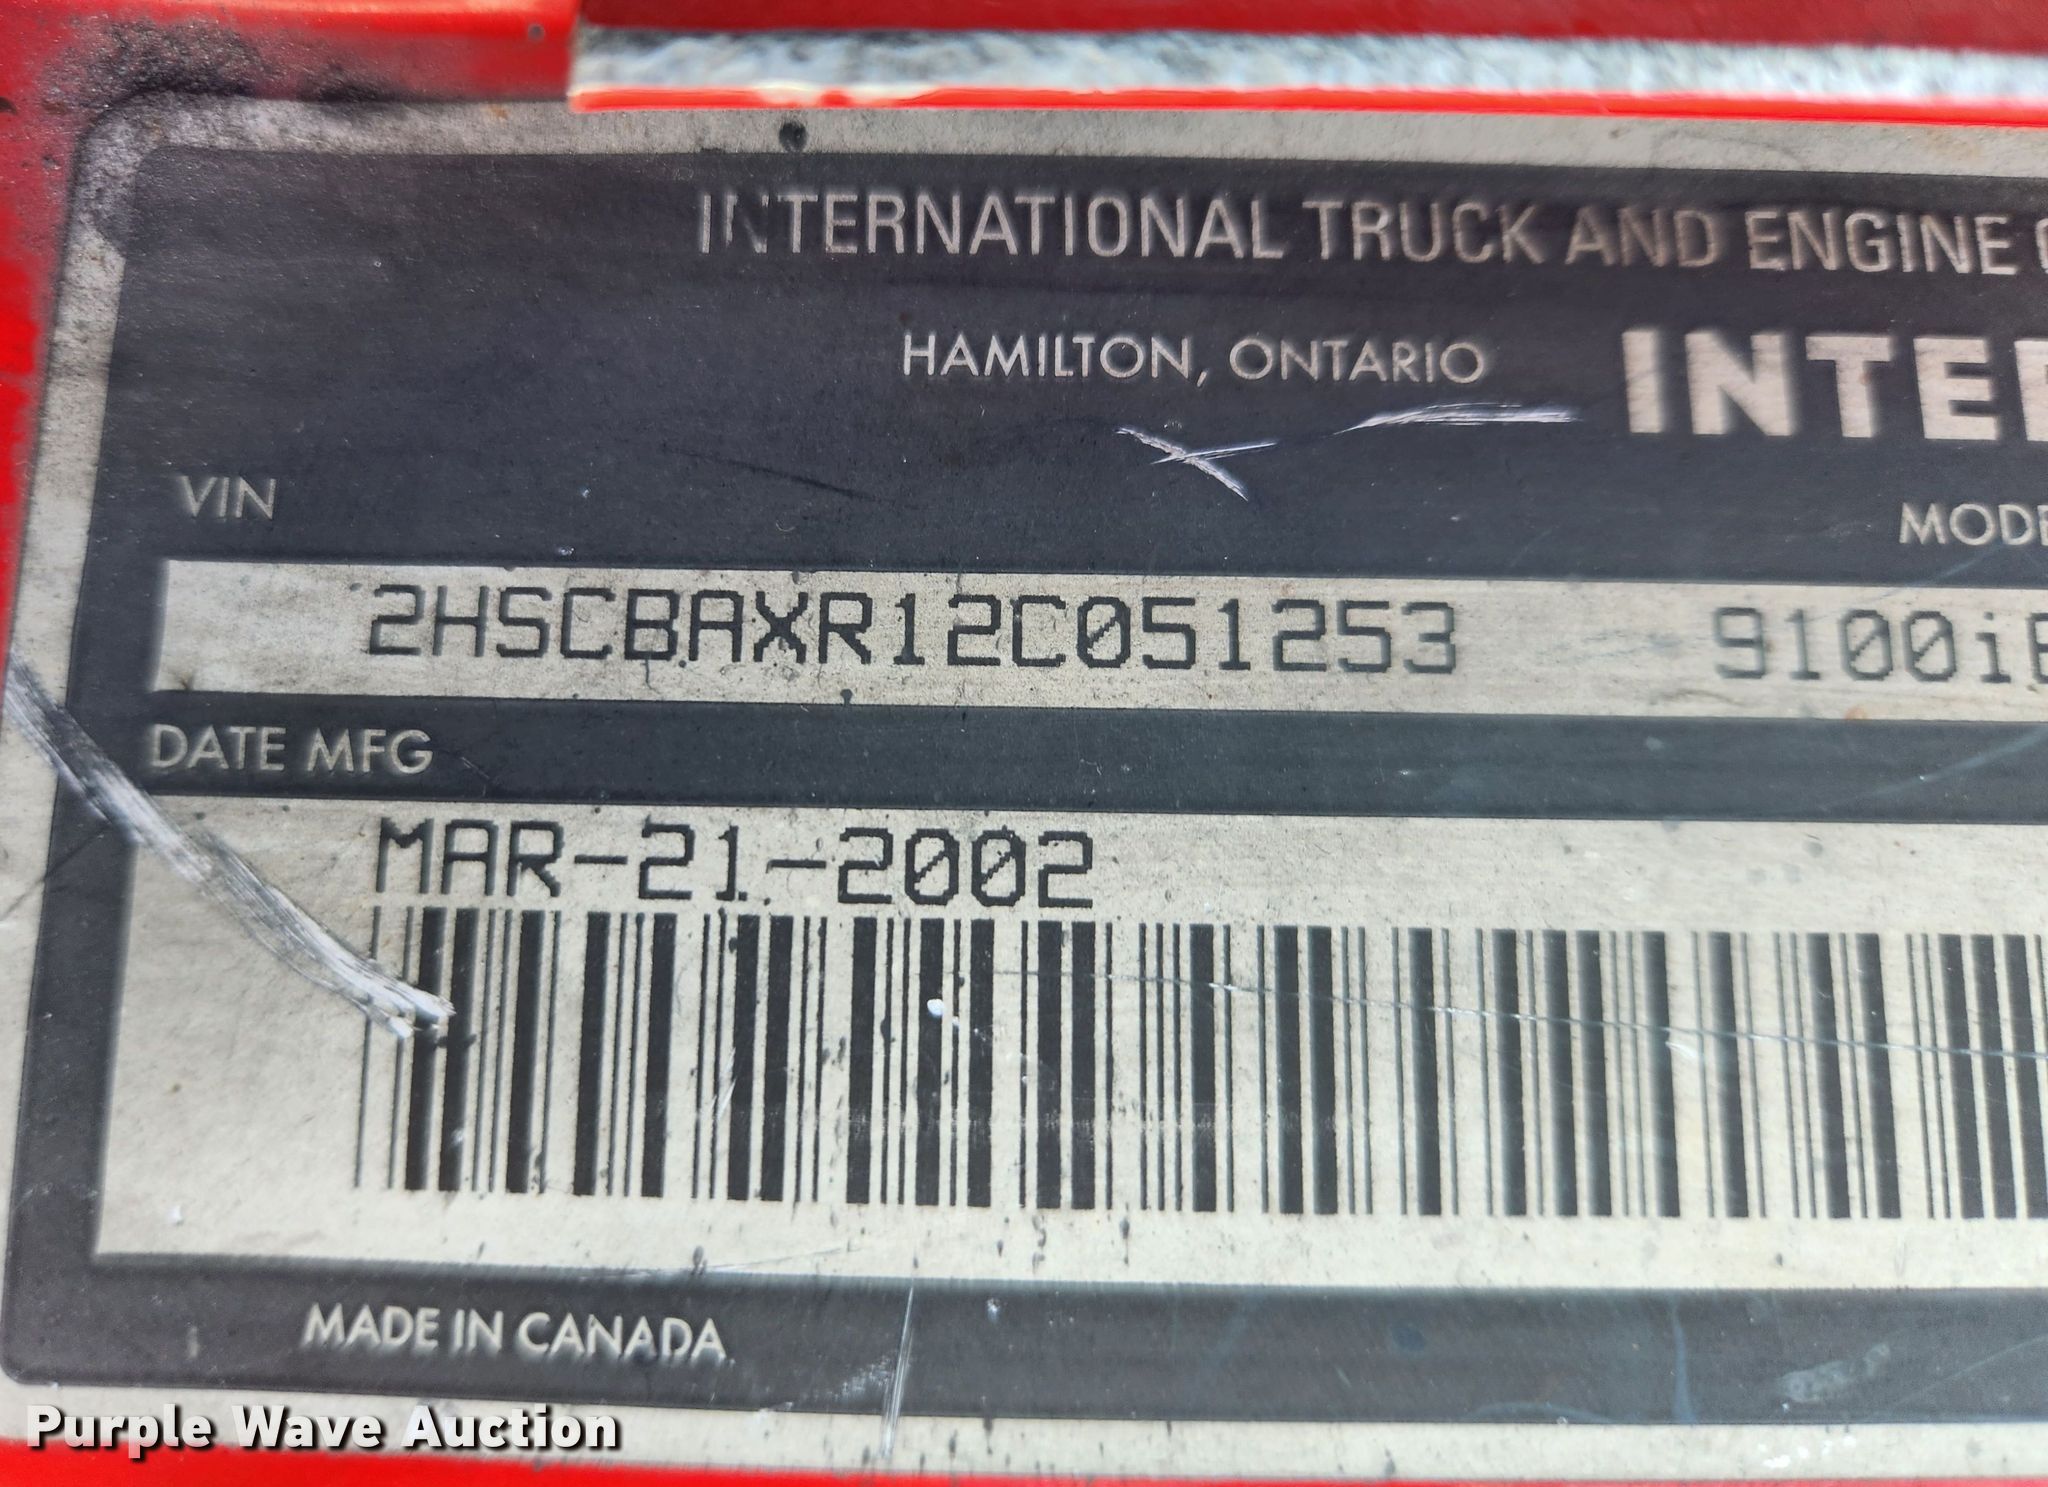 INTERNATIONAL TRUCK AND ENGINE
HAMILTON, ONTARIO
INTER
VIN
MODE
2HSCBAXR12C051253
9100i
DATE MFG
MAR-21-2002
MADE IN CANADA
Purple Wave Auction